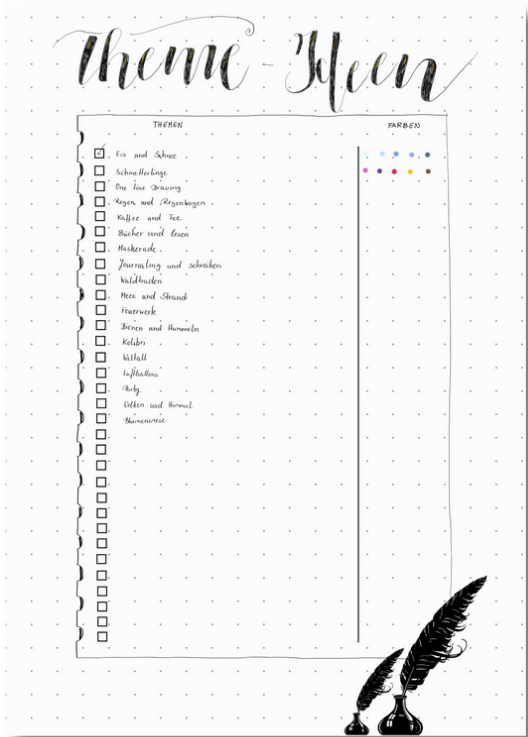 Theme - Ideen
THEMEN FARBEN
Eis und Schnee
Schmetterlinge
One line Drawing
Regen und Regenbogen
Kaffee und Tee
Bücher und lesen
Maskerade
Journaling und schreiben
Waldbaden
Meer und Strand
Feuerwerk
Bienen und Hummeln
Kolibri
Weltall
Luftballons
Party
Wolken und Himmel
Blumenwiese